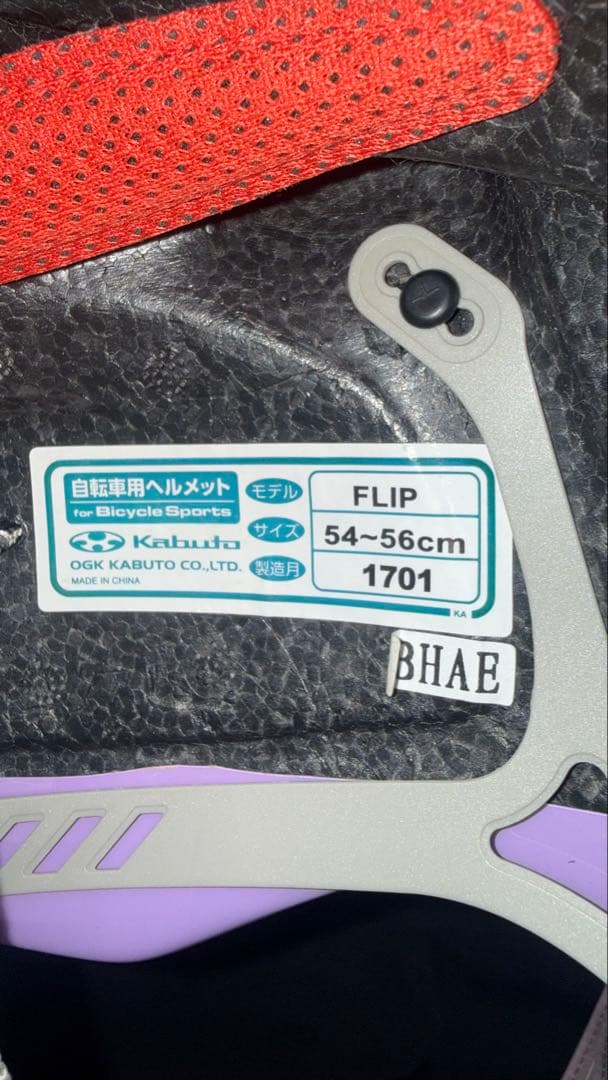 自転車用ヘルメット
for Bicycle Sports
Kabuto
OGK KABUTO CO.,LTD.
MADE IN CHINA
モデル FLIP
サイズ 54~56cm
製造月 1701
KA
BHAE